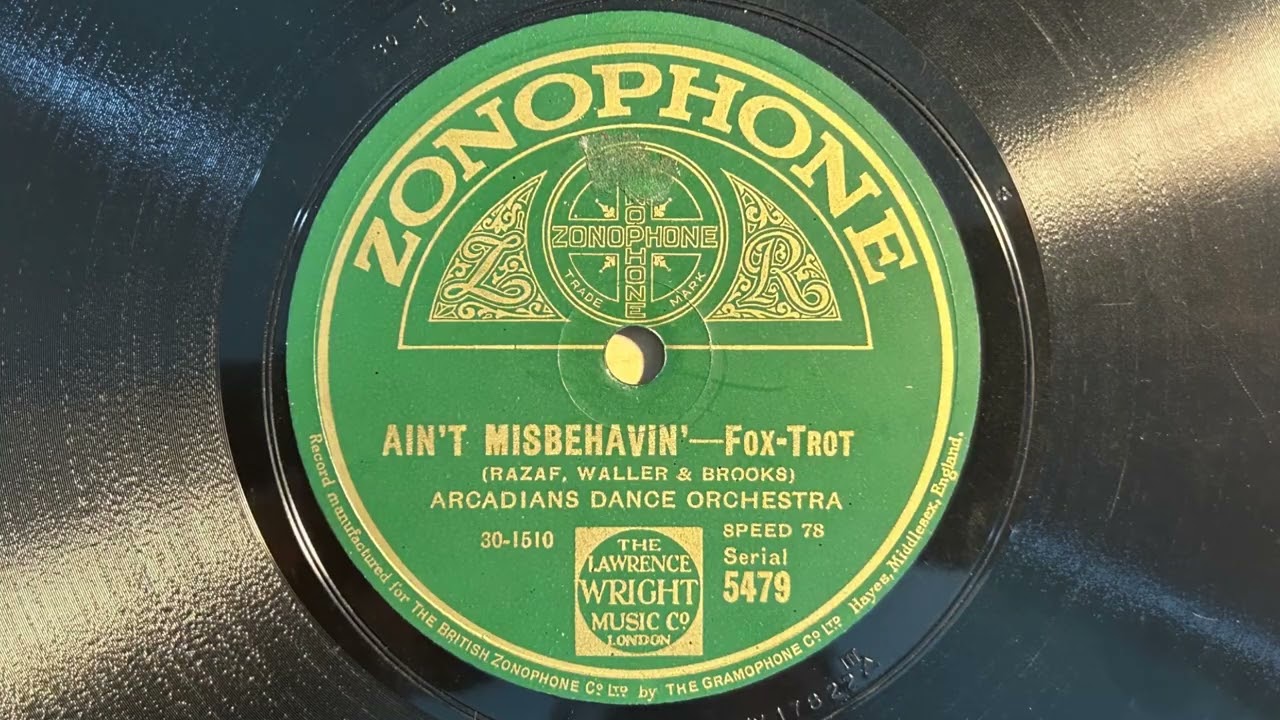 ZONOPHONE
ZONOPHONE
TRADE MARK
Z R
AIN'T MISBEHAVIN'—FOX-TROT
(RAZAF, WALLER & BROOKS)
ARCADIANS DANCE ORCHESTRA
30-1510
SPEED 78
Serial
5479
THE
LAWRENCE
WRIGHT
MUSIC Co
LONDON
Record manufactured for THE BRITISH ZONOPHONE Co LTD by THE GRAMOPHONE Co LTD Hayes, Middlesex, England.